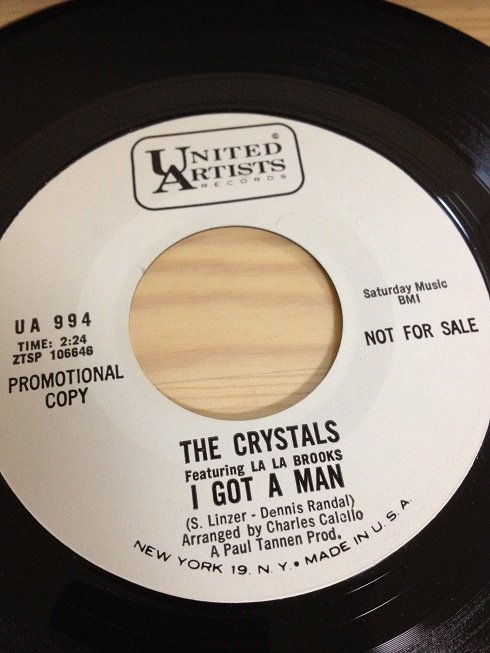 ©
UNITED
ARTISTS
RECORDS
UA 994
TIME: 2:24
ZTSP 106646
PROMOTIONAL
COPY
Saturday Music
BMI
NOT FOR SALE
THE CRYSTALS
Featuring LA LA BROOKS
I GOT A MAN
(S. Linzer - Dennis Randal)
Arranged by Charles Calello
A Paul Tannen Prod.
NEW YORK 19, N.Y. • MADE IN U.S.A.